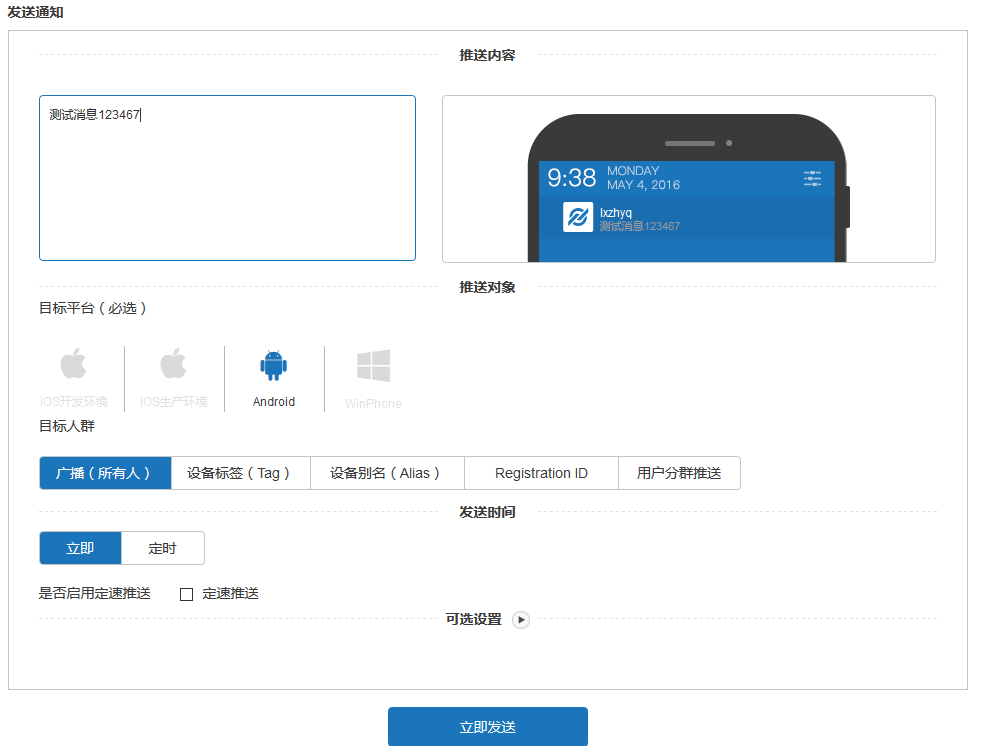 发送通知
推送内容
测试消息123467
9:38
MONDAY
MAY 4, 2016
lxzhyq
测试消息123467
推送对象
目标平台（必选）
iOS开发环境
iOS生产环境
Android
WinPhone
目标人群
广播（所有人）
设备标签（Tag）
设备别名（Alias）
Registration ID
用户分群推送
发送时间
立即
定时
是否启用定速推送
定速推送
可选设置
立即发送